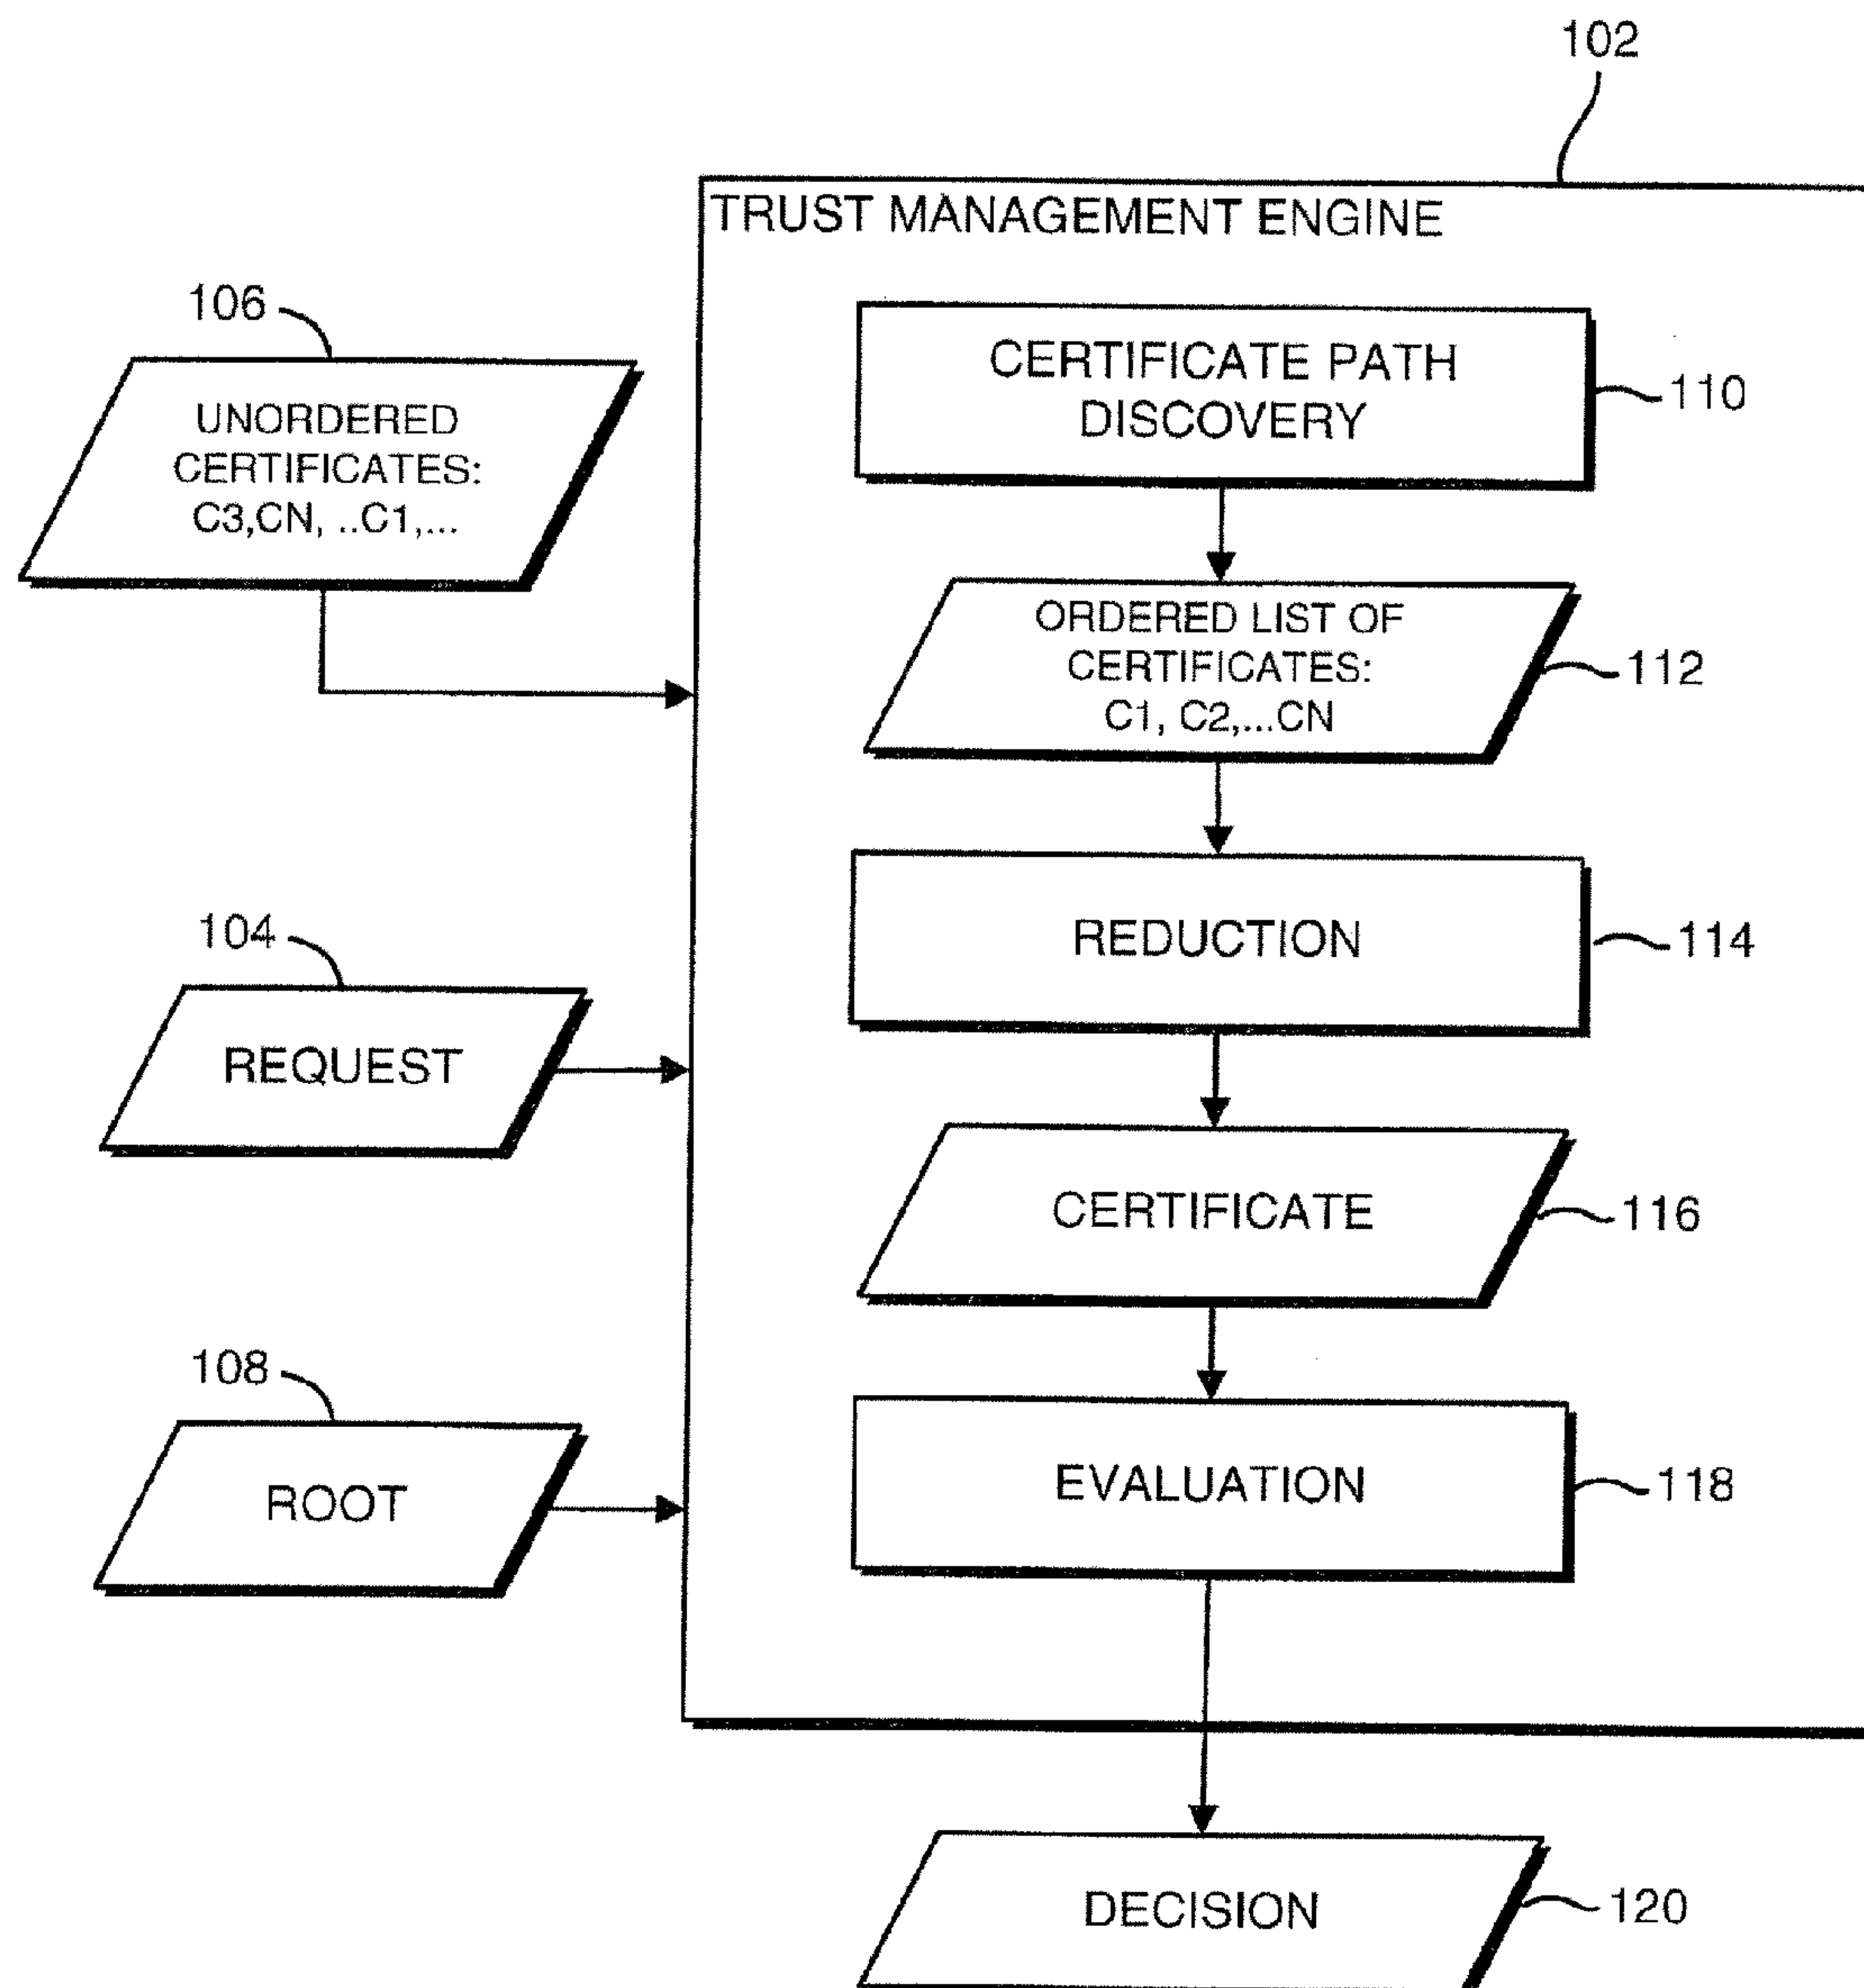 102
TRUST MANAGEMENT ENGINE
106
UNORDERED
CERTIFICATES:
C3,CN, ..C1,...
CERTIFICATE PATH
DISCOVERY
110
ORDERED LIST OF
CERTIFICATES:
C1, C2,...CN
112
104
REQUEST
REDUCTION
114
CERTIFICATE
116
108
ROOT
EVALUATION
118
DECISION
120